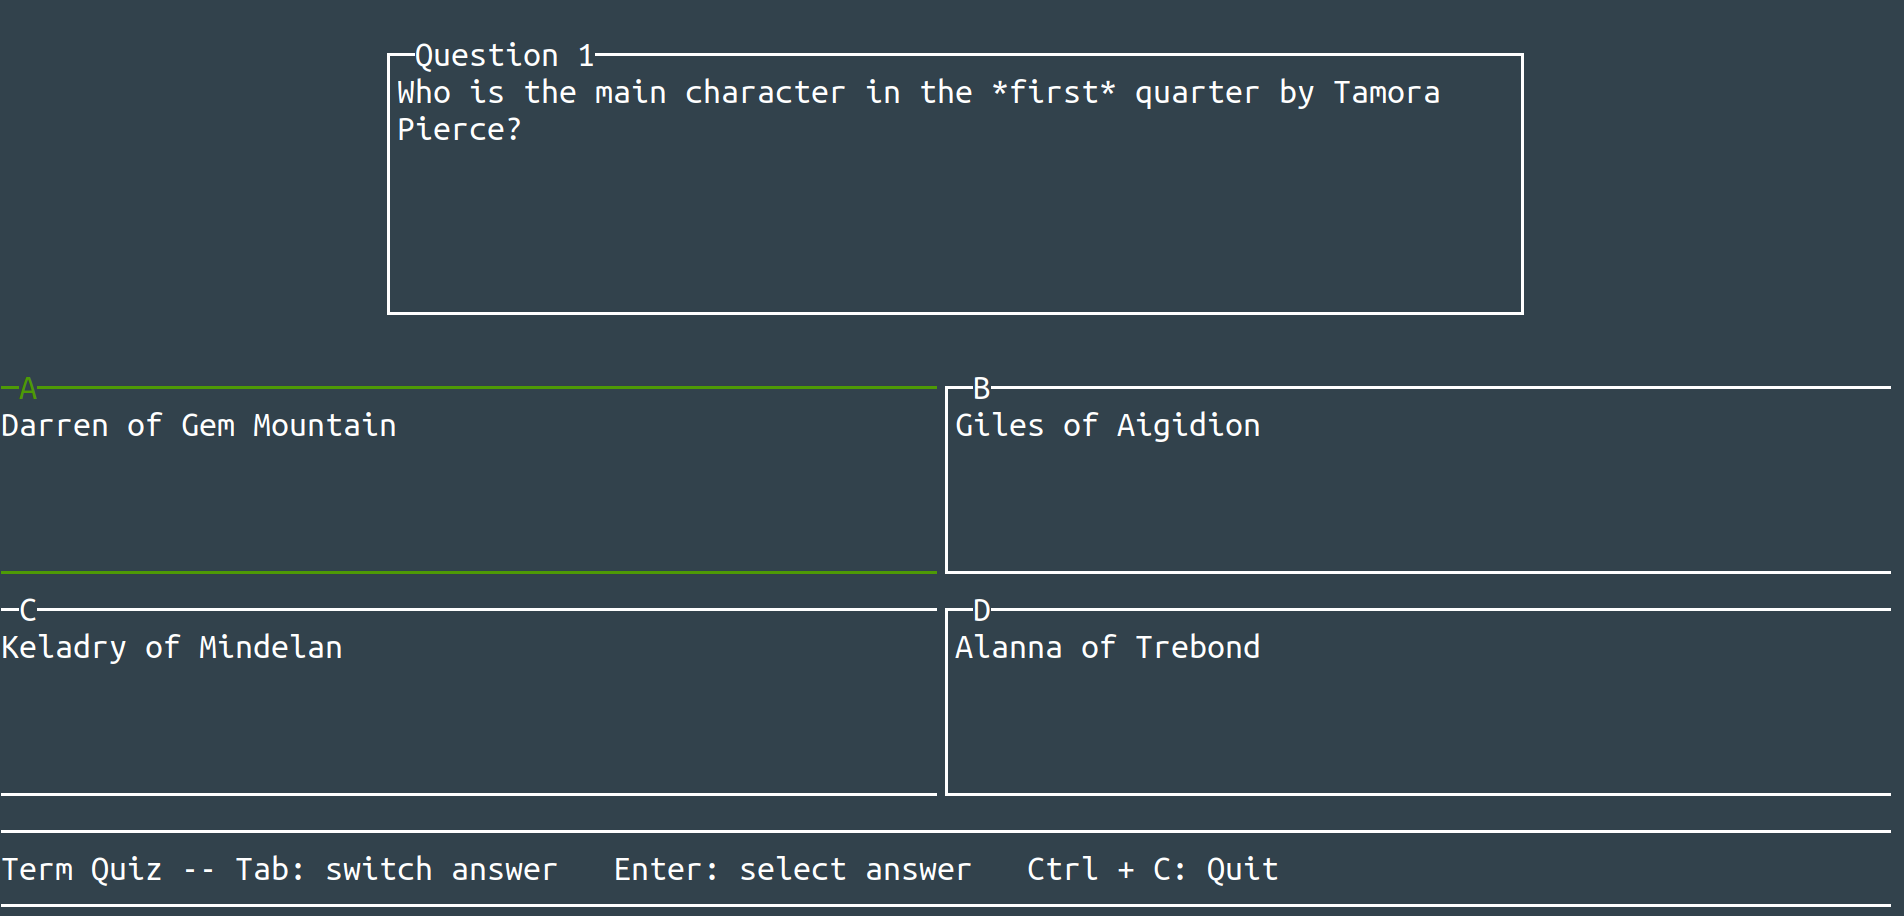 Question 1
Who is the main character in the *first* quarter by Tamora
Pierce?
A
Darren of Gem Mountain
B
Giles of Aigidion
C
Keladry of Mindelan
D
Alanna of Trebond
Term Quiz -- Tab: switch answer   Enter: select answer   Ctrl + C: Quit